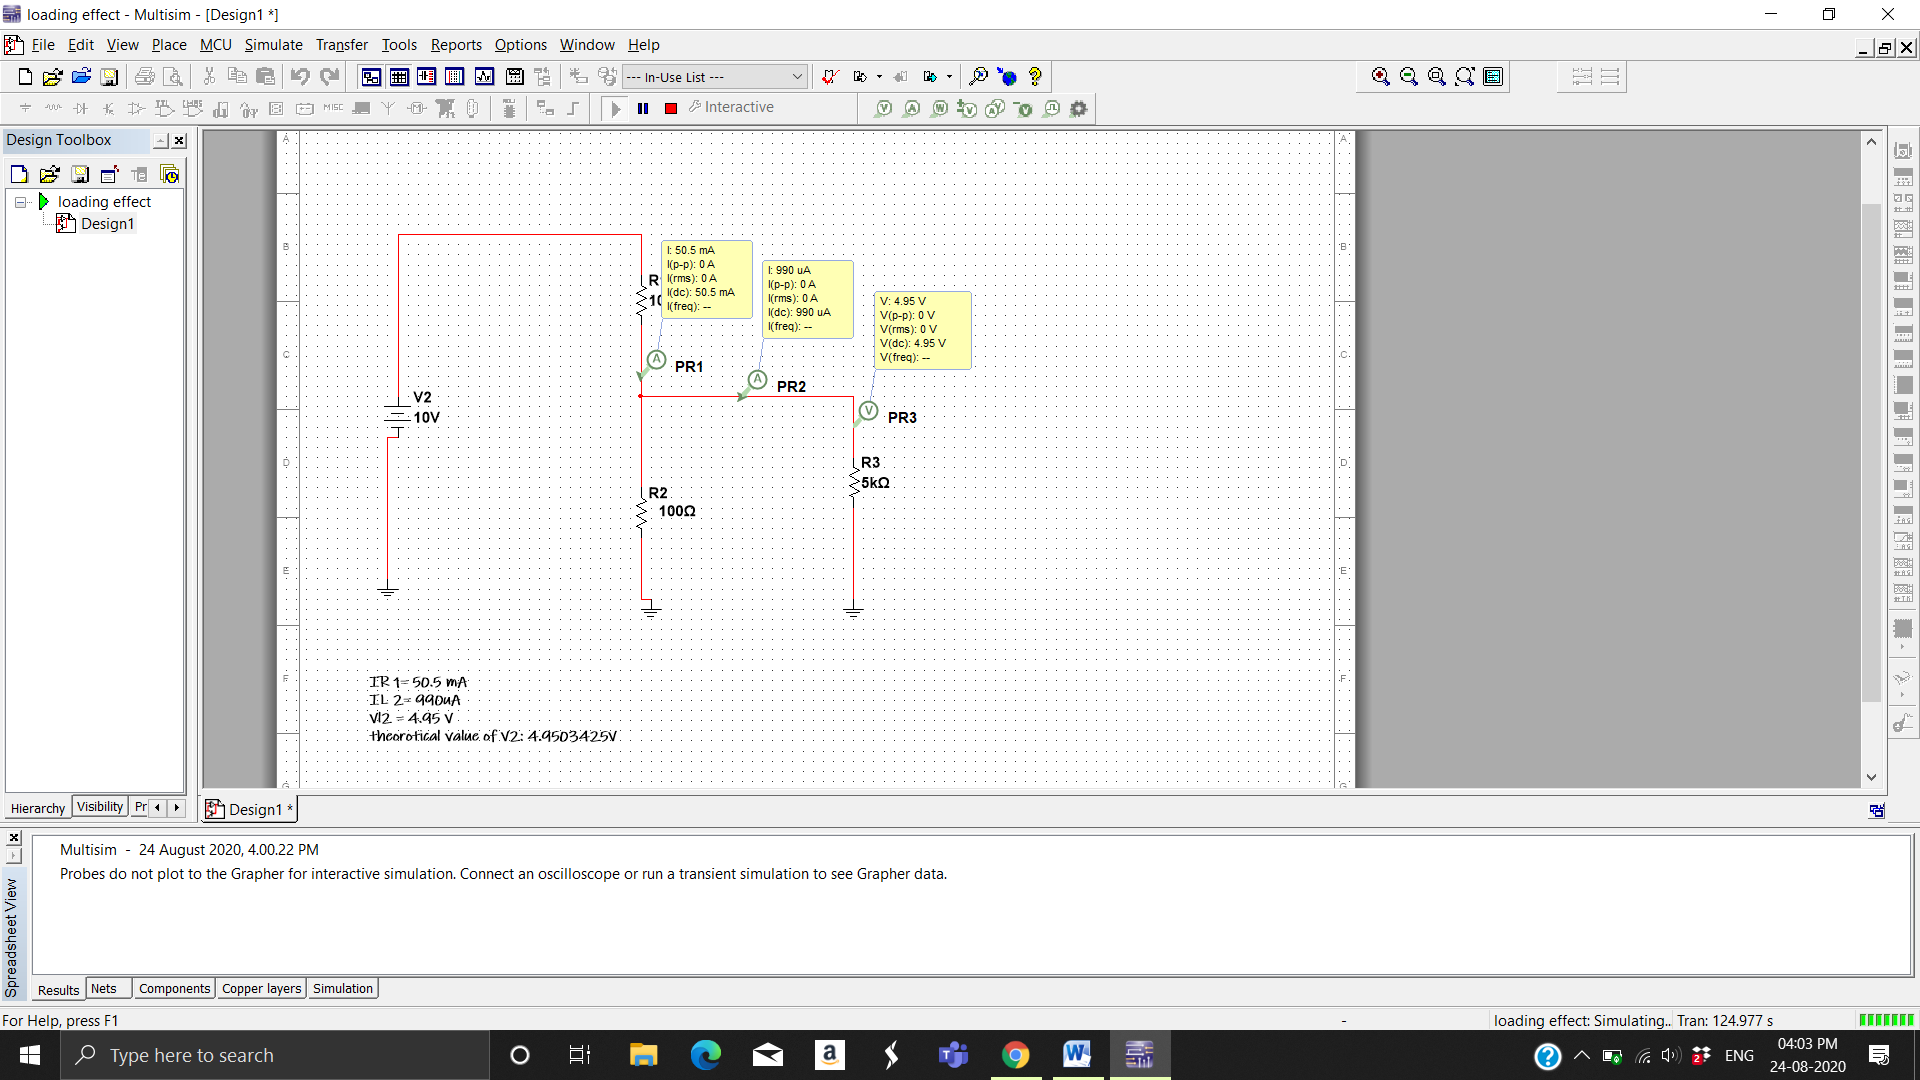 loading effect - Multisim - [Design1 *]
File Edit View Place MCU Simulate Transfer Tools Reports Options Window Help
--- In-Use List ---
MISC Interactive
Design Toolbox
loading effect
Design1
A A
B B
C C
D D
E E
F F
G G
I: 50.5 mA
I(p-p): 0 A
I(rms): 0 A
I(dc): 50.5 mA
I(freq): --
I: 990 uA
I(p-p): 0 A
I(rms): 0 A
I(dc): 990 uA
I(freq): --
V: 4.95 V
V(p-p): 0 V
V(rms): 0 V
V(dc): 4.95 V
V(freq): --
A PR1
A PR2
V PR3
V2
10V
R3
5kΩ
R2
100Ω
IR 1= 50.5 mA
IL 2= 990uA
Vl2 = 4.95 V
theorotical value of V2: 4.9503425V
Hierarchy Visibility Pr
Design1 *
Spreadsheet View
Multisim - 24 August 2020, 4.00.22 PM
Probes do not plot to the Grapher for interactive simulation. Connect an oscilloscope or run a transient simulation to see Grapher data.
Results Nets Components Copper layers Simulation
For Help, press F1
-
loading effect: Simulating.. Tran: 124.977 s
Type here to search
ENG
04:03 PM
24-08-2020